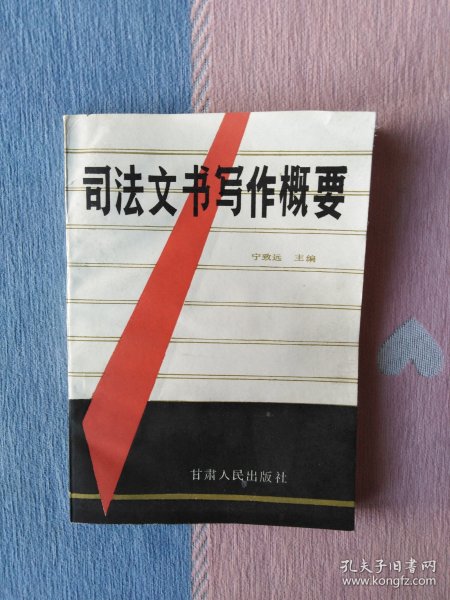 司法文书写作概要
宁致远 主编
甘肃人民出版社
孔夫子旧书网
www.kongfz.com